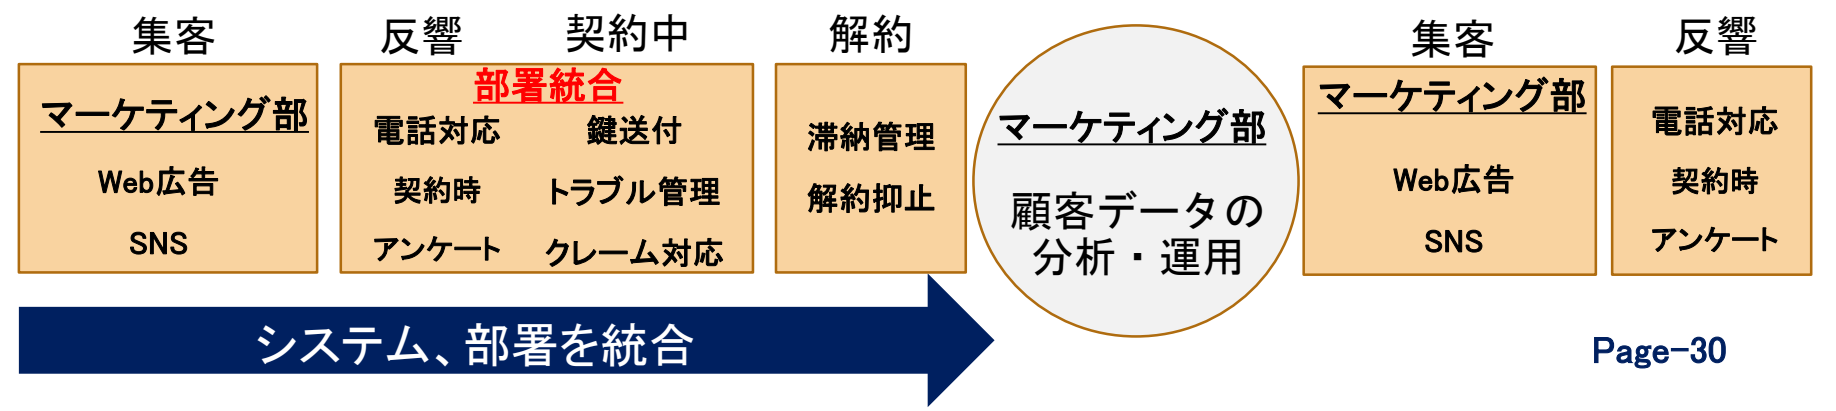 集客
マーケティング部
Web広告
SNS
反響
契約中
部署統合
電話対応
鍵送付
契約時
トラブル管理
アンケート
クレーム対応
解約
滞納管理
解約抑止
マーケティング部
顧客データの
分析・運用
集客
マーケティング部
Web広告
SNS
反響
電話対応
契約時
アンケート
システム、部署を統合
Page-30